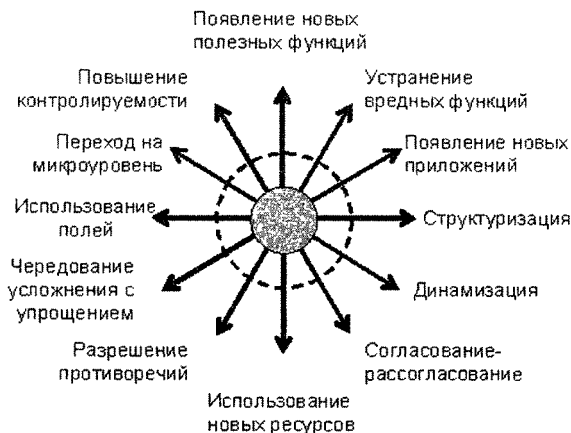 Появление новых
полезных функций
Повышение
контролируемости
Устранение
вредных функций
Переход на
микроуровень
Появление новых
приложений
Использование
полей
Структуризация
Чередование
усложнения с
упрощением
Динамизация
Разрешение
противоречий
Согласование-
рассогласование
Использование
новых ресурсов